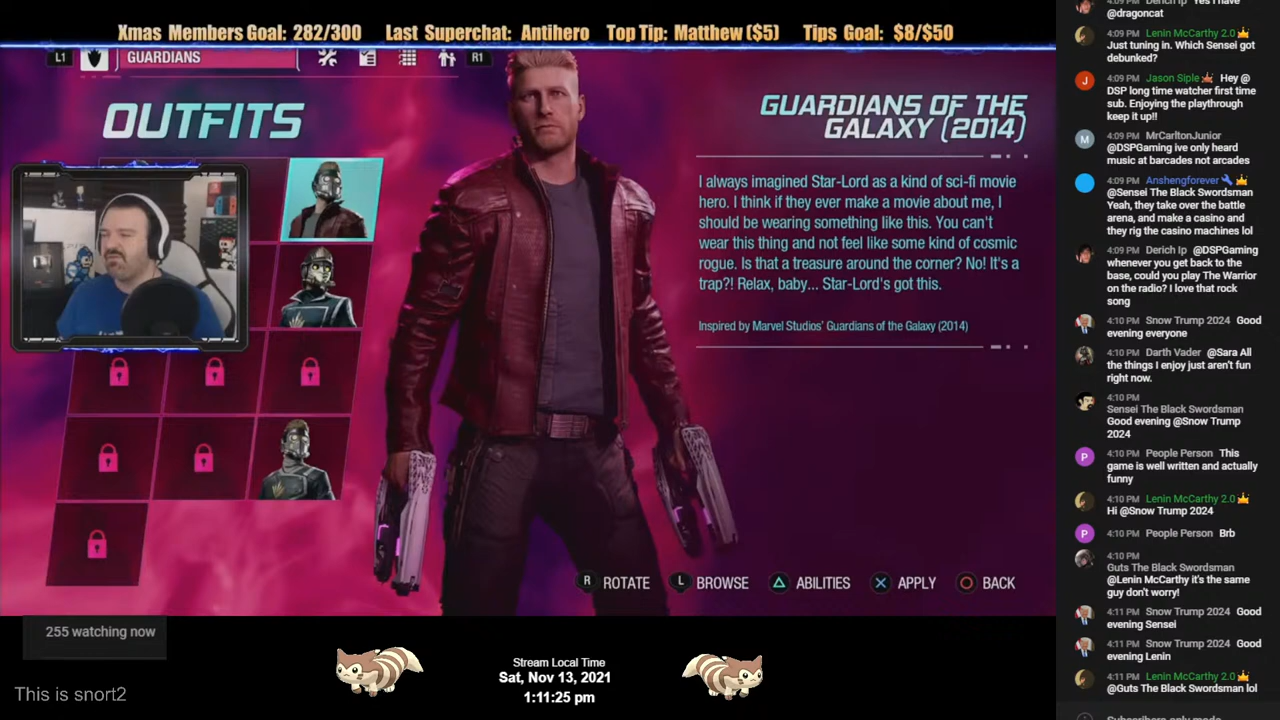 Xmas Members Goal: 282/300 Last Superchat: Antihero Top Tip: Matthew ($5) Tips Goal: $8/$50
L1 GUARDIANS R1
OUTFITS
GUARDIANS OF THE
GALAXY (2014)
I always imagined Star-Lord as a kind of sci-fi movie
hero. I think if they ever make a movie about me, I
should be wearing something like this. You can't
wear this thing and not feel like some kind of cosmic
rogue. Is that a treasure around the corner? No! It's a
trap?! Relax, baby... Star-Lord's got this.
Inspired by Marvel Studios' Guardians of the Galaxy (2014)
R ROTATE L BROWSE ABILITIES APPLY BACK
255 watching now
This is snort2
Stream Local Time
Sat, Nov 13, 2021
1:11:25 pm
4:09 PM Derich Ip Yes I have
@dragoncat
4:09 PM Lenin McCarthy 2.0
Just tuning in. Which Sensei got
debunked?
J 4:09 PM Jason Siple Hey @
DSP long time watcher first time
sub. Enjoying the playthrough
keep it up!!
M 4:09 PM MrCarltonJunior
@DSPGaming ive only heard
music at barcades not arcades
4:09 PM Anshengforever
@Sensei The Black Swordsman
Yeah, they take over the battle
arena, and make a casino and
they rig the casino machines lol
4:09 PM Derich Ip @DSPGaming
whenever you get back to the
base, could you play The Warrior
on the radio? I love that rock
song
4:10 PM Snow Trump 2024 Good
evening everyone
4:10 PM Darth Vader @Sara All
the things I enjoy just aren't fun
right now.
4:10 PM
Sensei The Black Swordsman
Good evening @Snow Trump
2024
P 4:10 PM People Person This
game is well written and actually
funny
4:10 PM Lenin McCarthy 2.0
Hi @Snow Trump 2024
P 4:10 PM People Person Brb
4:10 PM
Guts The Black Swordsman
@Lenin McCarthy it's the same
guy don't worry!
4:11 PM Snow Trump 2024 Good
evening Sensei
4:11 PM Snow Trump 2024 Good
evening Lenin
4:11 PM Lenin McCarthy 2.0
@Guts The Black Swordsman lol
Subscribers-only mode